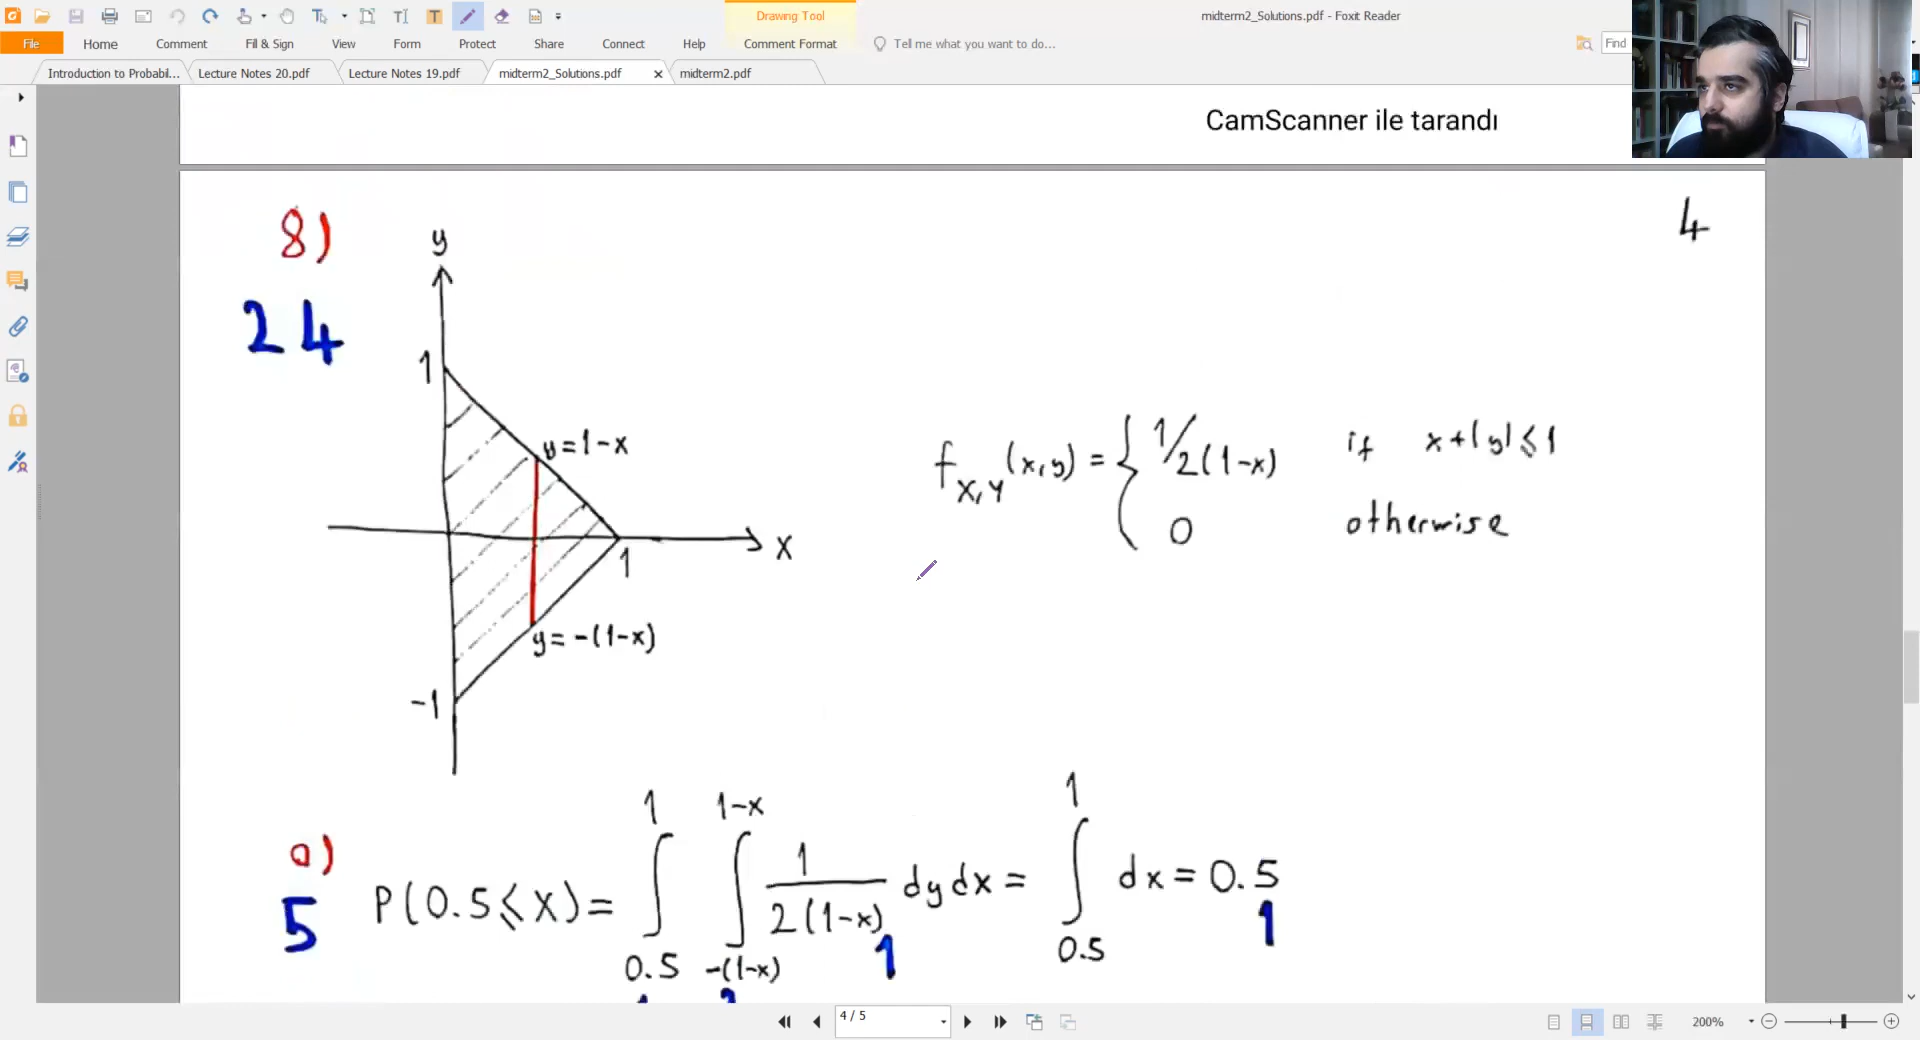 Drawing Tool
midterm2_Solutions.pdf - Foxit Reader
File Home Comment Fill & Sign View Form Protect Share Connect Help Comment Format Tell me what you want to do... Find
Introduction to Probabil... Lecture Notes 20.pdf Lecture Notes 19.pdf midterm2_Solutions.pdf midterm2.pdf
CamScanner ile tarandı
4
8)
24
y
1
y=1-x
x
1
y=-(1-x)
-1
f_{X,Y}(x,y) = { 1/2(1-x) if x+|y|≤1
0 otherwise
a)
5
P(0.5≤X) = ∫_{0.5}^{1} ∫_{-(1-x)}^{1-x} \frac{1}{2(1-x)} dy dx = ∫_{0.5}^{1} dx = 0.5
1 1
4 / 5
200%